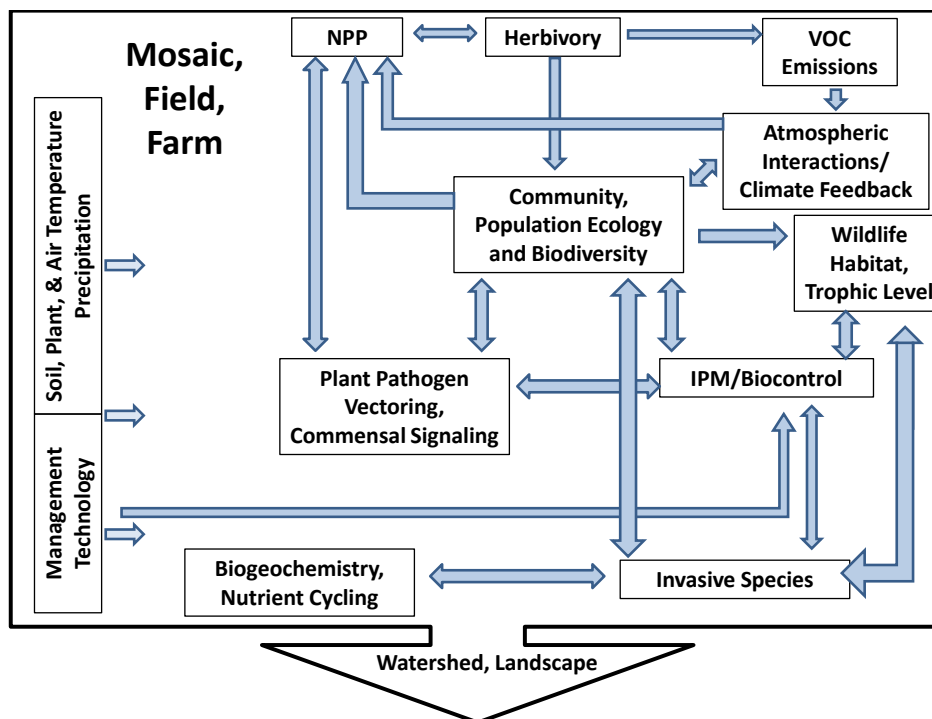 Mosaic,
Field,
Farm
NPP
Herbivory
VOC
Emissions
Atmospheric
Interactions/
Climate Feedback
Community,
Population Ecology
and Biodiversity
Wildlife
Habitat,
Trophic Level
Soil, Plant, & Air Temperature
Precipitation
Plant Pathogen
Vectoring,
Commensal Signaling
IPM/Biocontrol
Management
Technology
Biogeochemistry,
Nutrient Cycling
Invasive Species
Watershed, Landscape